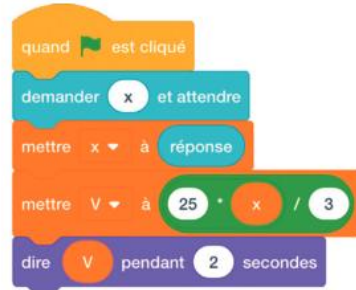 quand est cliqué
demander x et attendre
mettre x à réponse
mettre V à 25 * x / 3
dire V pendant 2 secondes